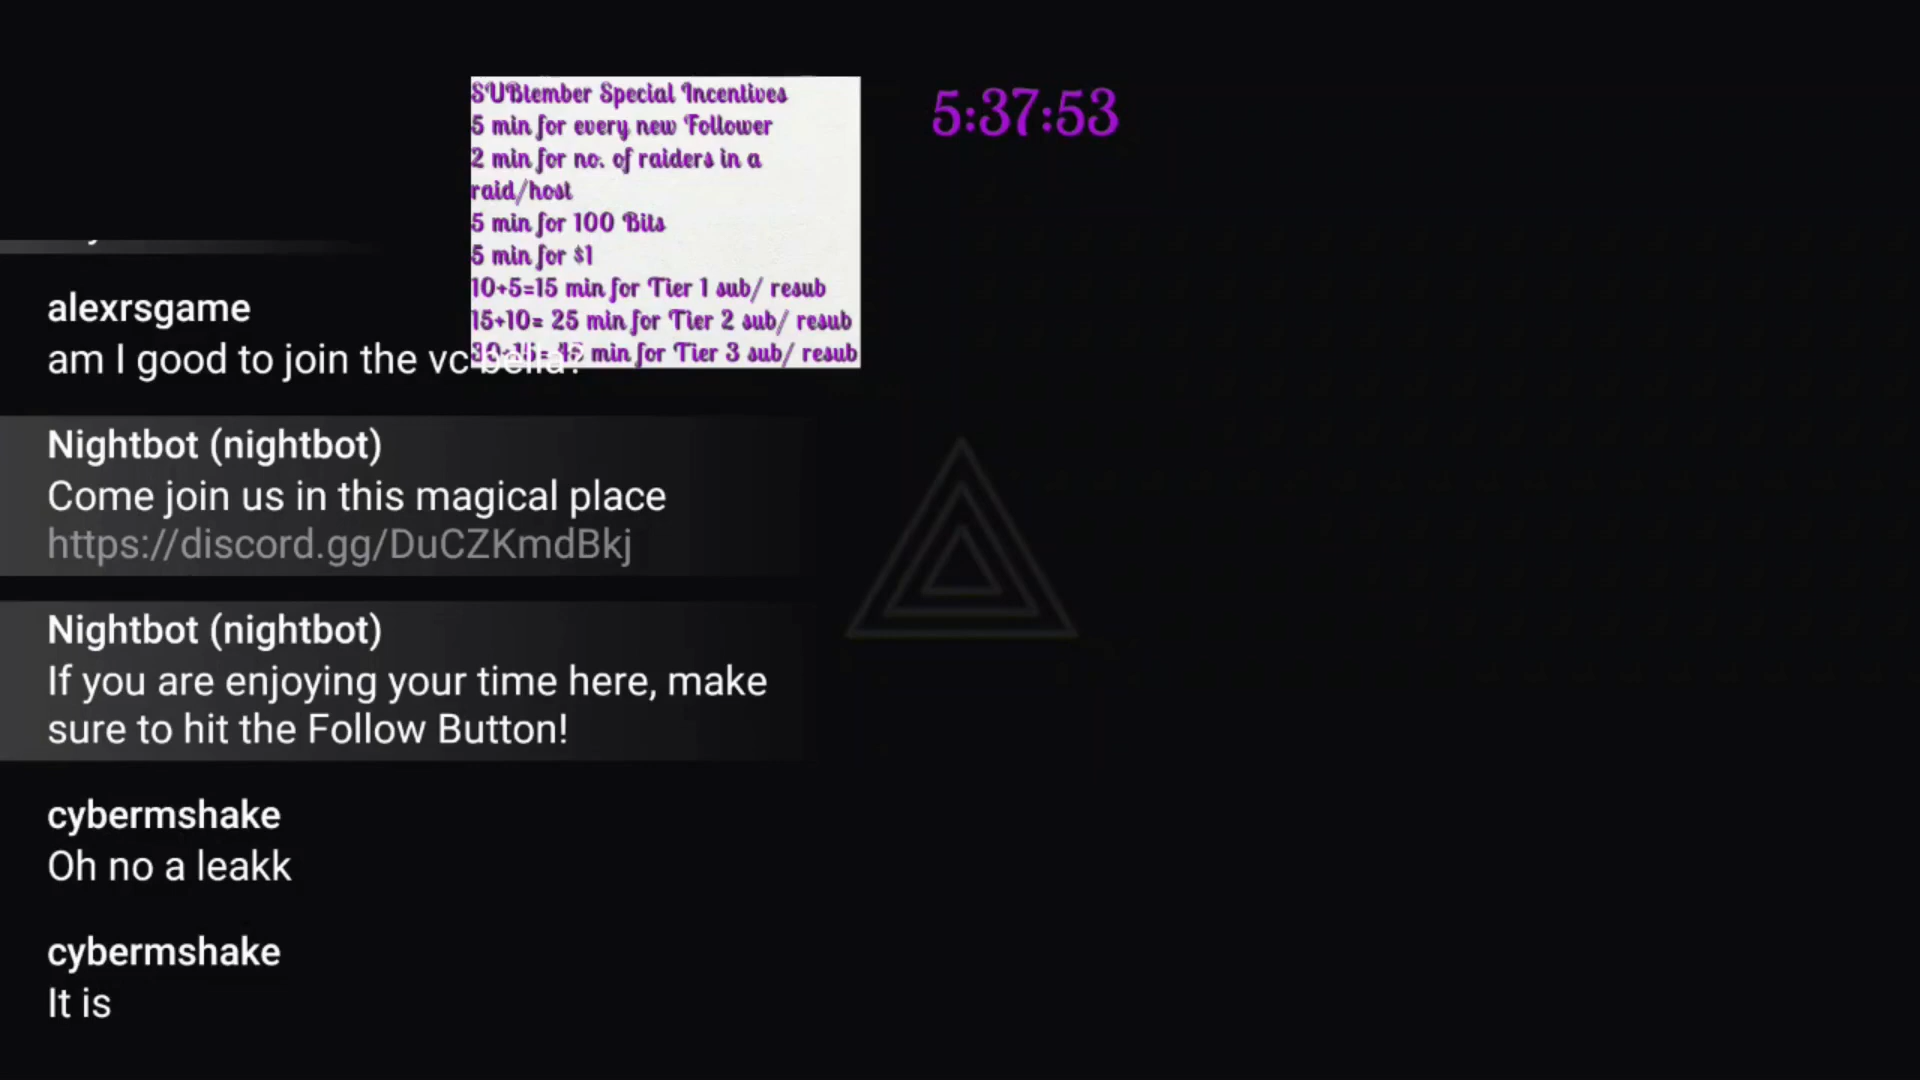 SUBtember Special Incentives
5 min for every new Follower
2 min for no. of raiders in a
raid/host
5 min for 100 Bits
5 min for $1
10+5=15 min for Tier 1 sub/ resub
15+10= 25 min for Tier 2 sub/ resub
30+15= 45 min for Tier 3 sub/ resub
5:37:53
alexrsgame
am I good to join the vc bella?
Nightbot (nightbot)
Come join us in this magical place
https://discord.gg/DuCZKmdBkj
Nightbot (nightbot)
If you are enjoying your time here, make
sure to hit the Follow Button!
cybermshake
Oh no a leakk
cybermshake
It is